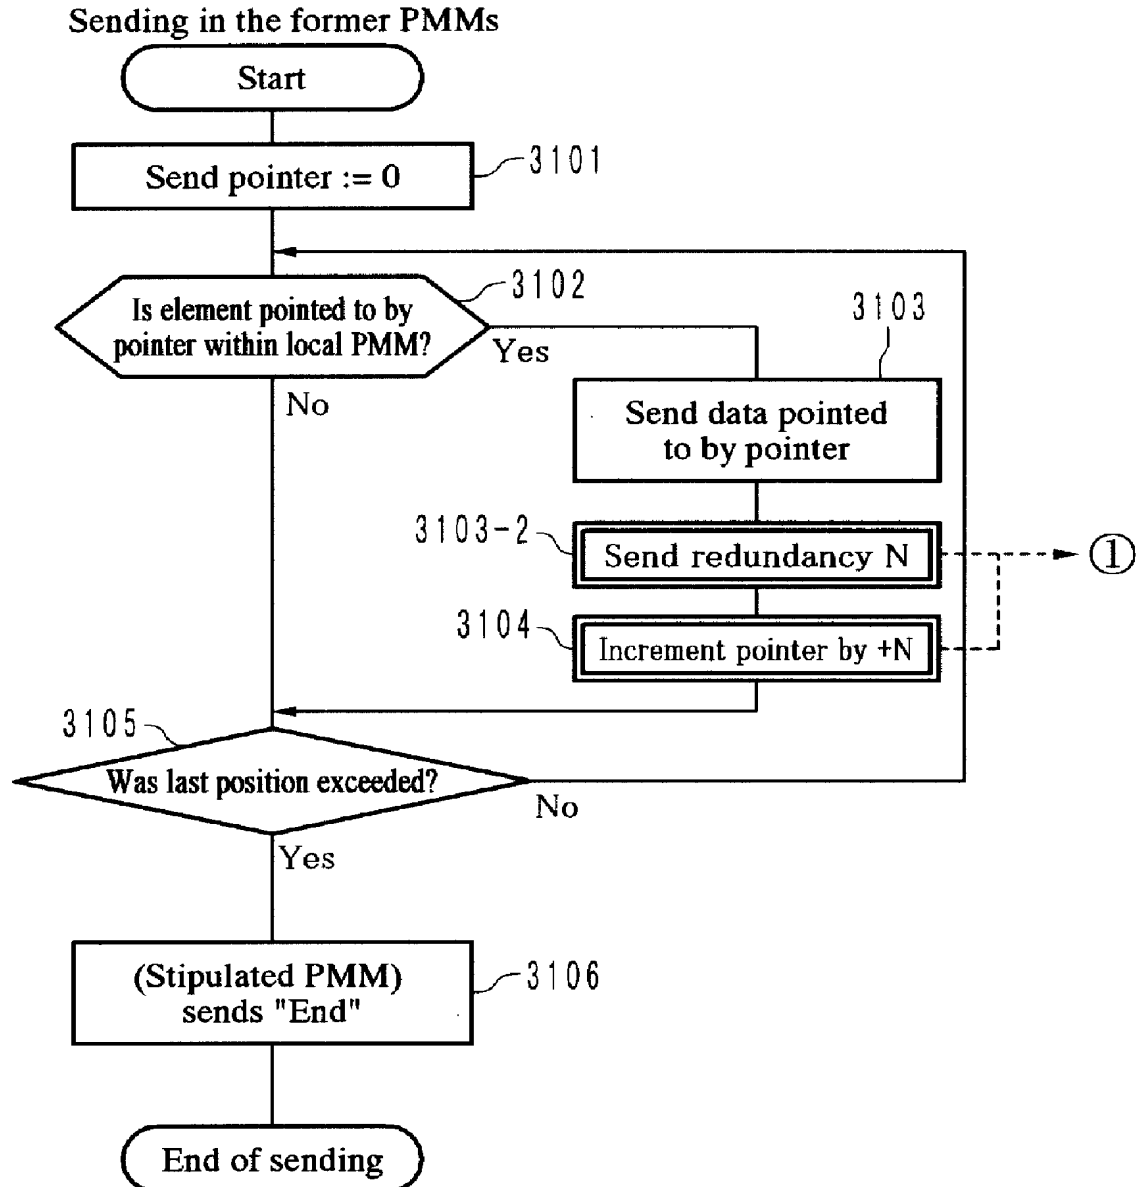 Sending in the former PMMs
Start
Send pointer := 0
3101
Is element pointed to by
pointer within local PMM?
3102
Yes
No
3103
Send data pointed
to by pointer
3103-2
Send redundancy N
①
3104
Increment pointer by +N
3105
Was last position exceeded?
No
Yes
(Stipulated PMM)
sends "End"
3106
End of sending